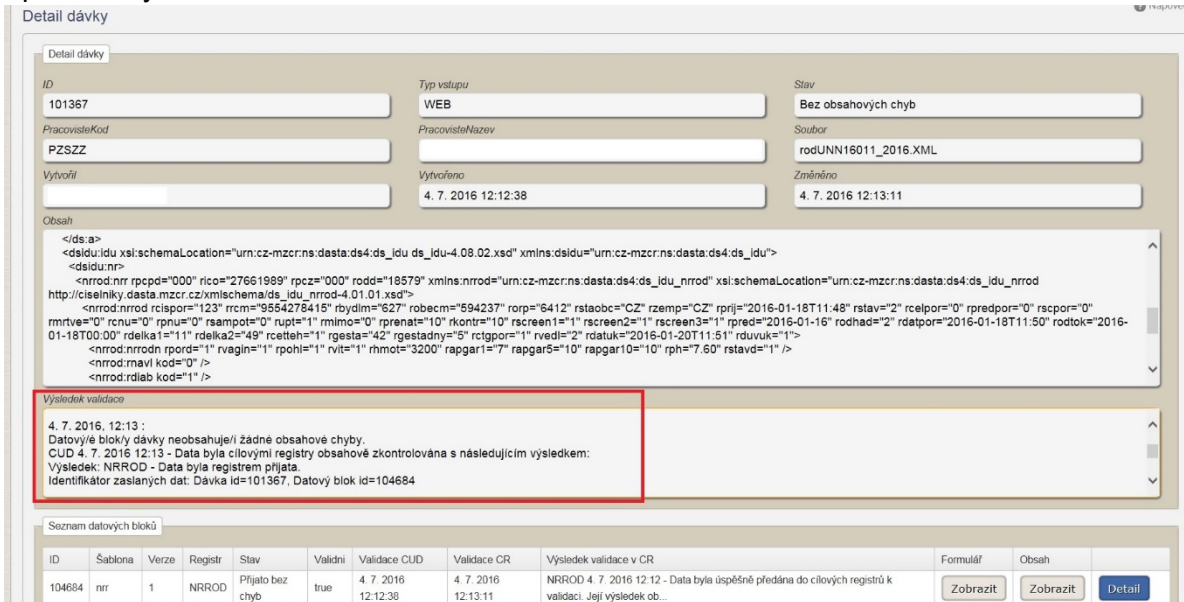 Detail dávky
Detail dávky
ID
Typ vstupu
Stav
101367
WEB
Bez obsahových chyb
PracovisteKod
PracovisteNazev
Soubor
PZSZZ
rodUNN16011_2016.XML
Vytvořil
Vytvořeno
Změněno
4. 7. 2016 12:12:38
4. 7. 2016 12:13:11
Obsah
</ds:a>
<dsidu:idu xsi:schemaLocation="urn:cz-mzcr:ns:dasta:ds4:ds_idu ds_idu-4.08.02.xsd" xmlns:dsidu="urn:cz-mzcr:ns:dasta:ds4:ds_idu">
<dsidu:nr>
<nrrod:nrr rpcpd="000" rico="27661989" rpcz="000" rodd="18579" xmlns:nrrod="urn:cz-mzcr:ns:dasta:ds4:ds_idu_nrrod" xsi:schemaLocation="urn:cz-mzcr:ns:dasta:ds4:ds_idu_nrrod
http://ciselniky.dasta.mzcr.cz/xmlschema/ds_idu_nrrod-4.01.01.xsd">
<nrrod:nrrod rcispor="123" rrcm="9554278415" rbydlm="627" robecm="594237" rorp="6412" rstaobc="CZ" rzemp="CZ" rprij="2016-01-18T11:48" rstav="2" rcelpor="0" rpredpor="0" rscpor="0"
rmrtve="0" rcnu="0" rpnu="0" rsampot="0" rupt="1" rmimo="0" rprenat="10" rkontr="10" rscreen1="1" rscreen2="1" rscreen3="1" rpred="2016-01-16" rodhad="2" rdatpor="2016-01-18T11:50" rodtok="2016-
01-18T00:00" rdelka1="11" rdelka2="49" rcetteh="1" rgesta="42" rgestadny="5" rctgpor="1" rvedl="2" rdatuk="2016-01-20T11:51" rduvuk="1">
<nrrod:nrrodn rpord="1" rvagin="1" rpohl="1" rvit="1" rhmot="3200" rapgar1="7" rapgar5="10" rapgar10="10" rph="7.60" rstavd="1" />
<nrrod:rnavl kod="0" />
<nrrod:rdiab kod="1" />
Výsledek validace
4. 7. 2016, 12:13 :
Datový/é blok/y dávky neobsahuje/í žádné obsahové chyby.
CUD 4. 7. 2016 12:13 - Data byla cílovými registry obsahově zkontrolována s následujícím výsledkem:
Výsledek: NRROD - Data byla registrem přijata.
Identifikátor zaslaných dat: Dávka id=101367, Datový blok id=104684
Seznam datových bloků
ID Šablona Verze Registr Stav Validni Validace CUD Validace CR Výsledek validace v CR Formulář Obsah
104684 nrr 1 NRROD Přijato bez chyb true 4. 7. 2016 12:12:38 4. 7. 2016 12:13:11 NRROD 4. 7. 2016 12:12 - Data byla úspěšně předána do cílových registrů k validaci. Její výsledek ob... Zobrazit Zobrazit Detail